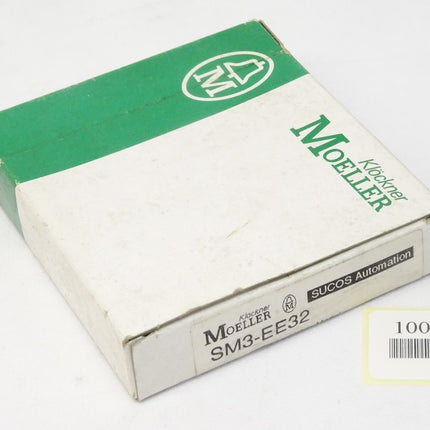 M
Klöckner
MOELLER
Klöckner
MOELLER M SUCOS Automation
SM3-EE32
100